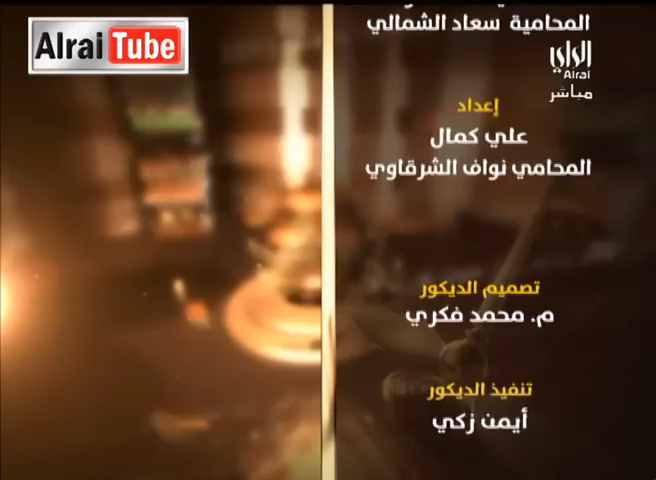 المحامية سعاد الشمالي
Alrai Tube
الراي
Alrai
مباشر
إعداد
علي كمال
المحامي نواف الشرقاوي
تصميم الديكور
م. محمد فكري
تنفيذ الديكور
أيمن زكي